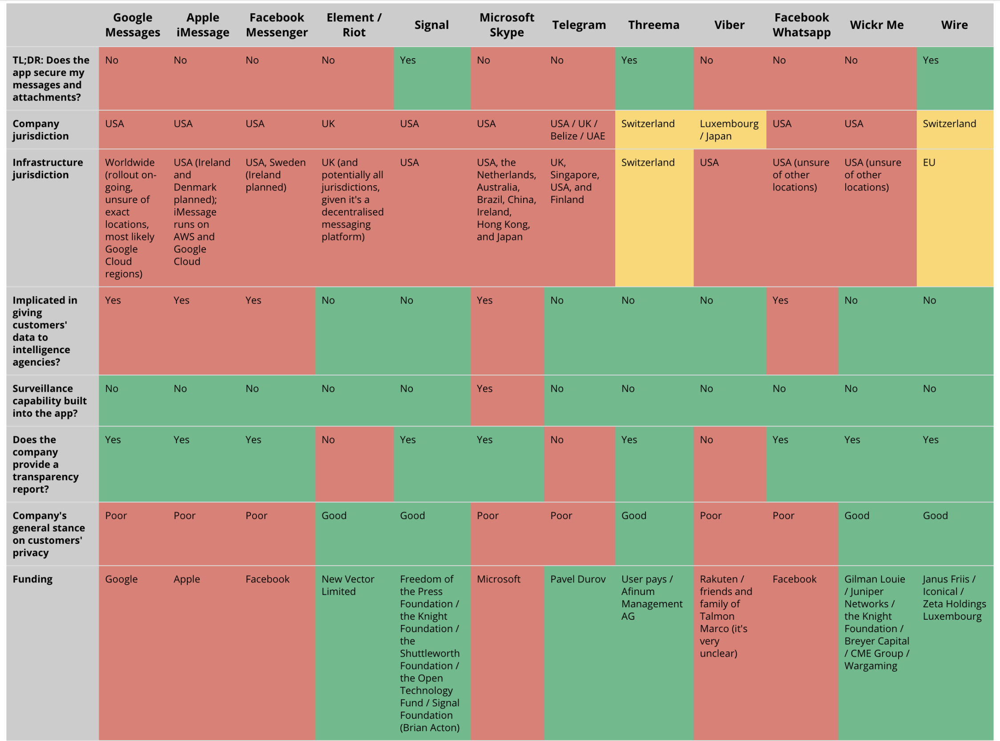 Google Messages
Apple iMessage
Facebook Messenger
Element / Riot
Signal
Microsoft Skype
Telegram
Threema
Viber
Facebook Whatsapp
Wickr Me
Wire
TL;DR: Does the
app secure my
messages and
attachments?
No
No
No
No
Yes
No
No
Yes
No
No
No
Yes
Company
jurisdiction
USA
USA
USA
UK
USA
USA
USA / UK /
Belize / UAE
Switzerland
Luxembourg
/ Japan
USA
USA
Switzerland
Infrastructure
jurisdiction
Worldwide
(rollout on-
going,
unsure of
exact
locations,
most likely
Google
Cloud
regions)
USA (Ireland
and
Denmark
planned);
iMessage
runs on
AWS and
Google
Cloud
USA, Sweden
(Ireland
planned)
UK (and
potentially all
jurisdictions,
given it's a
decentralised
messaging
platform)
USA
USA, the
Netherlands,
Australia,
Brazil, China,
Ireland,
Hong Kong,
and Japan
UK,
Singapore,
USA, and
Finland
Switzerland
USA
USA (unsure
of other
locations)
USA (unsure
of other
locations)
EU
Implicated in
giving
customers'
data to
intelligence
agencies?
Yes
Yes
Yes
No
No
Yes
No
No
No
Yes
No
No
Surveillance
capability built
into the app?
No
No
No
No
No
Yes
No
No
No
No
No
No
Does the
company
provide a
transparency
report?
Yes
Yes
Yes
No
Yes
Yes
No
Yes
No
Yes
Yes
Yes
Company's
general stance
on customers'
privacy
Poor
Poor
Poor
Good
Good
Poor
Poor
Good
Poor
Poor
Good
Good
Funding
Google
Apple
Facebook
New Vector
Limited
Freedom of
the Press
Foundation /
the Knight
Foundation /
the
Shuttleworth
Foundation /
the Open
Technology
Fund / Signal
Foundation
(Brian Acton)
Microsoft
Pavel Durov
User pays /
Afinum
Management
AG
Rakuten /
friends and
family of
Talmon
Marco (it's
very
unclear)
Facebook
Gilman Louie
/ Juniper
Networks /
the Knight
Foundation /
Breyer Capital
/ CME Group /
Wargaming
Janus Friis /
Iconical /
Zeta Holdings
Luxembourg